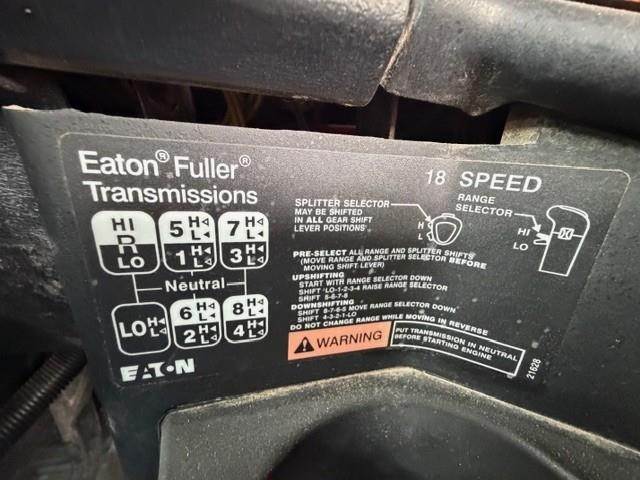 Eaton® Fuller®
Transmissions
18 SPEED
HI
R
LO
5 H L
1 H L
7 H L
3 H L
Neutral
LO H L
6 H L
2 H L
8 H L
4 H L
EATON
SPLITTER SELECTOR
MAY BE SHIFTED
IN ALL GEAR SHIFT
LEVER POSITIONS
H
L
RANGE
SELECTOR
HI
LO
PRE-SELECT ALL RANGE AND SPLITTER SHIFTS
(MOVE RANGE AND SPLITTER SELECTOR BEFORE
MOVING SHIFT LEVER)
UPSHIFTING
START WITH RANGE SELECTOR DOWN
SHIFT LO-1-2-3-4 RAISE RANGE SELECTOR
SHIFT 5-6-7-8
DOWNSHIFTING
SHIFT 8-7-6-5 MOVE RANGE SELECTOR DOWN
SHIFT 4-3-2-1-LO
DO NOT CHANGE RANGE WHILE MOVING IN REVERSE
WARNING
PUT TRANSMISSION IN NEUTRAL
BEFORE STARTING ENGINE
21628